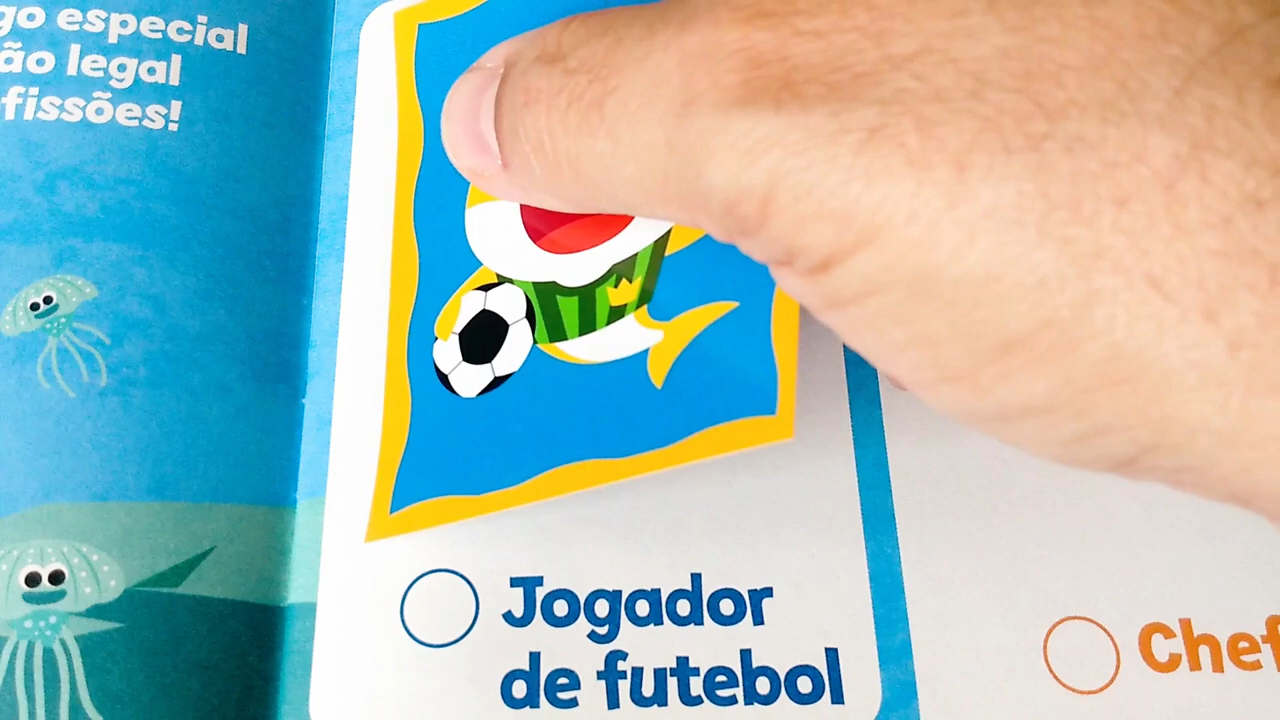 go especial
ão legal
fissões!
Jogador
de futebol
Chef